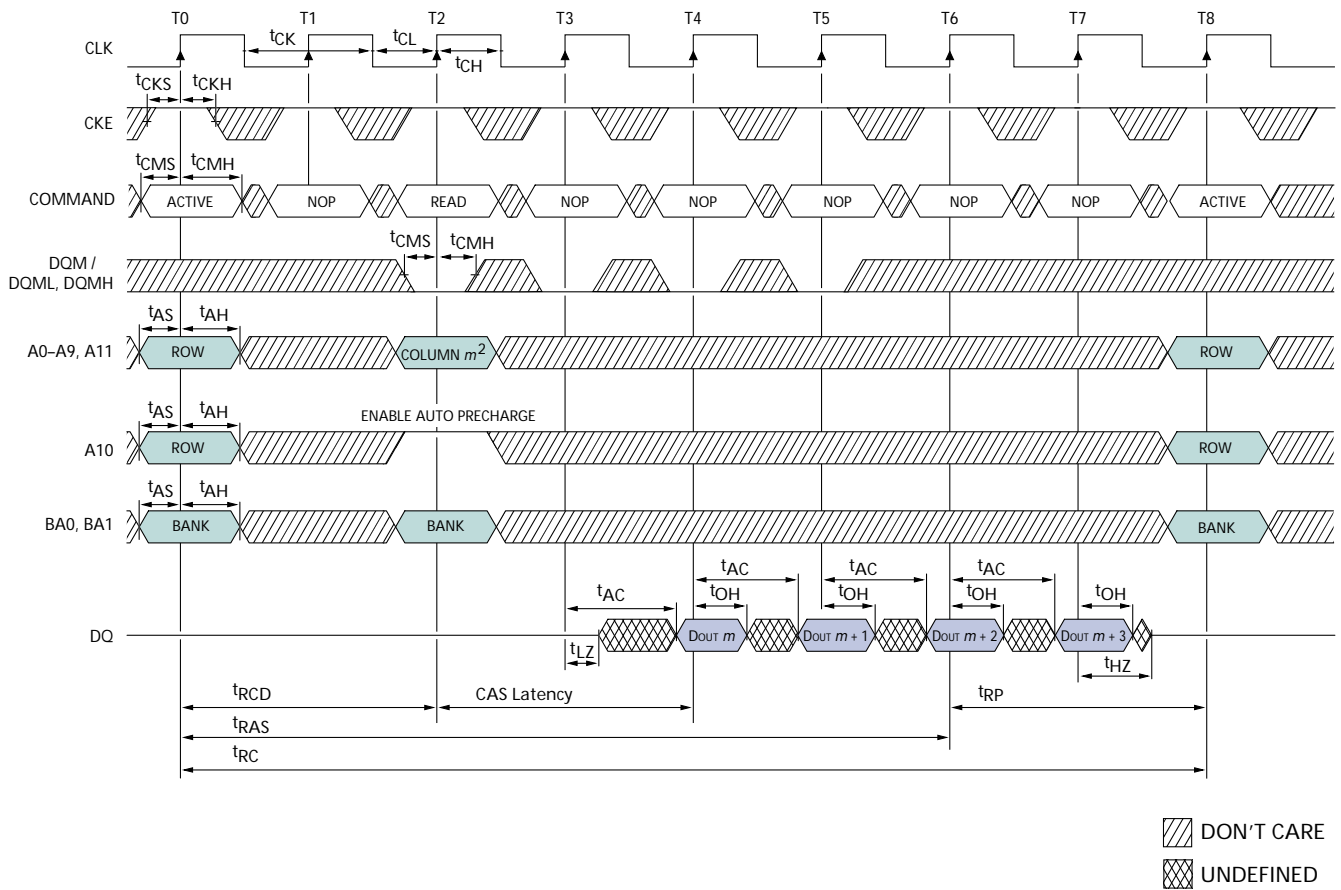 T0 T1 T2 T3 T4 T5 T6 T7 T8
CLK
tCK tCL
tCH
tCKS tCKH
CKE
tCMS tCMH
COMMAND ACTIVE NOP READ NOP NOP NOP NOP NOP ACTIVE
tCMS tCMH
DQM /
DQML, DQMH
tAS tAH
A0–A9, A11 ROW COLUMN m2 ROW
tAS tAH
ENABLE AUTO PRECHARGE
A10 ROW ROW
tAS tAH
BA0, BA1 BANK BANK BANK
tAC tAC tAC tAC
tOH tOH tOH tOH
DQ DOUT m DOUT m + 1 DOUT m + 2 DOUT m + 3
tLZ tHZ
tRCD CAS Latency tRP
tRAS
tRC
DON'T CARE
UNDEFINED